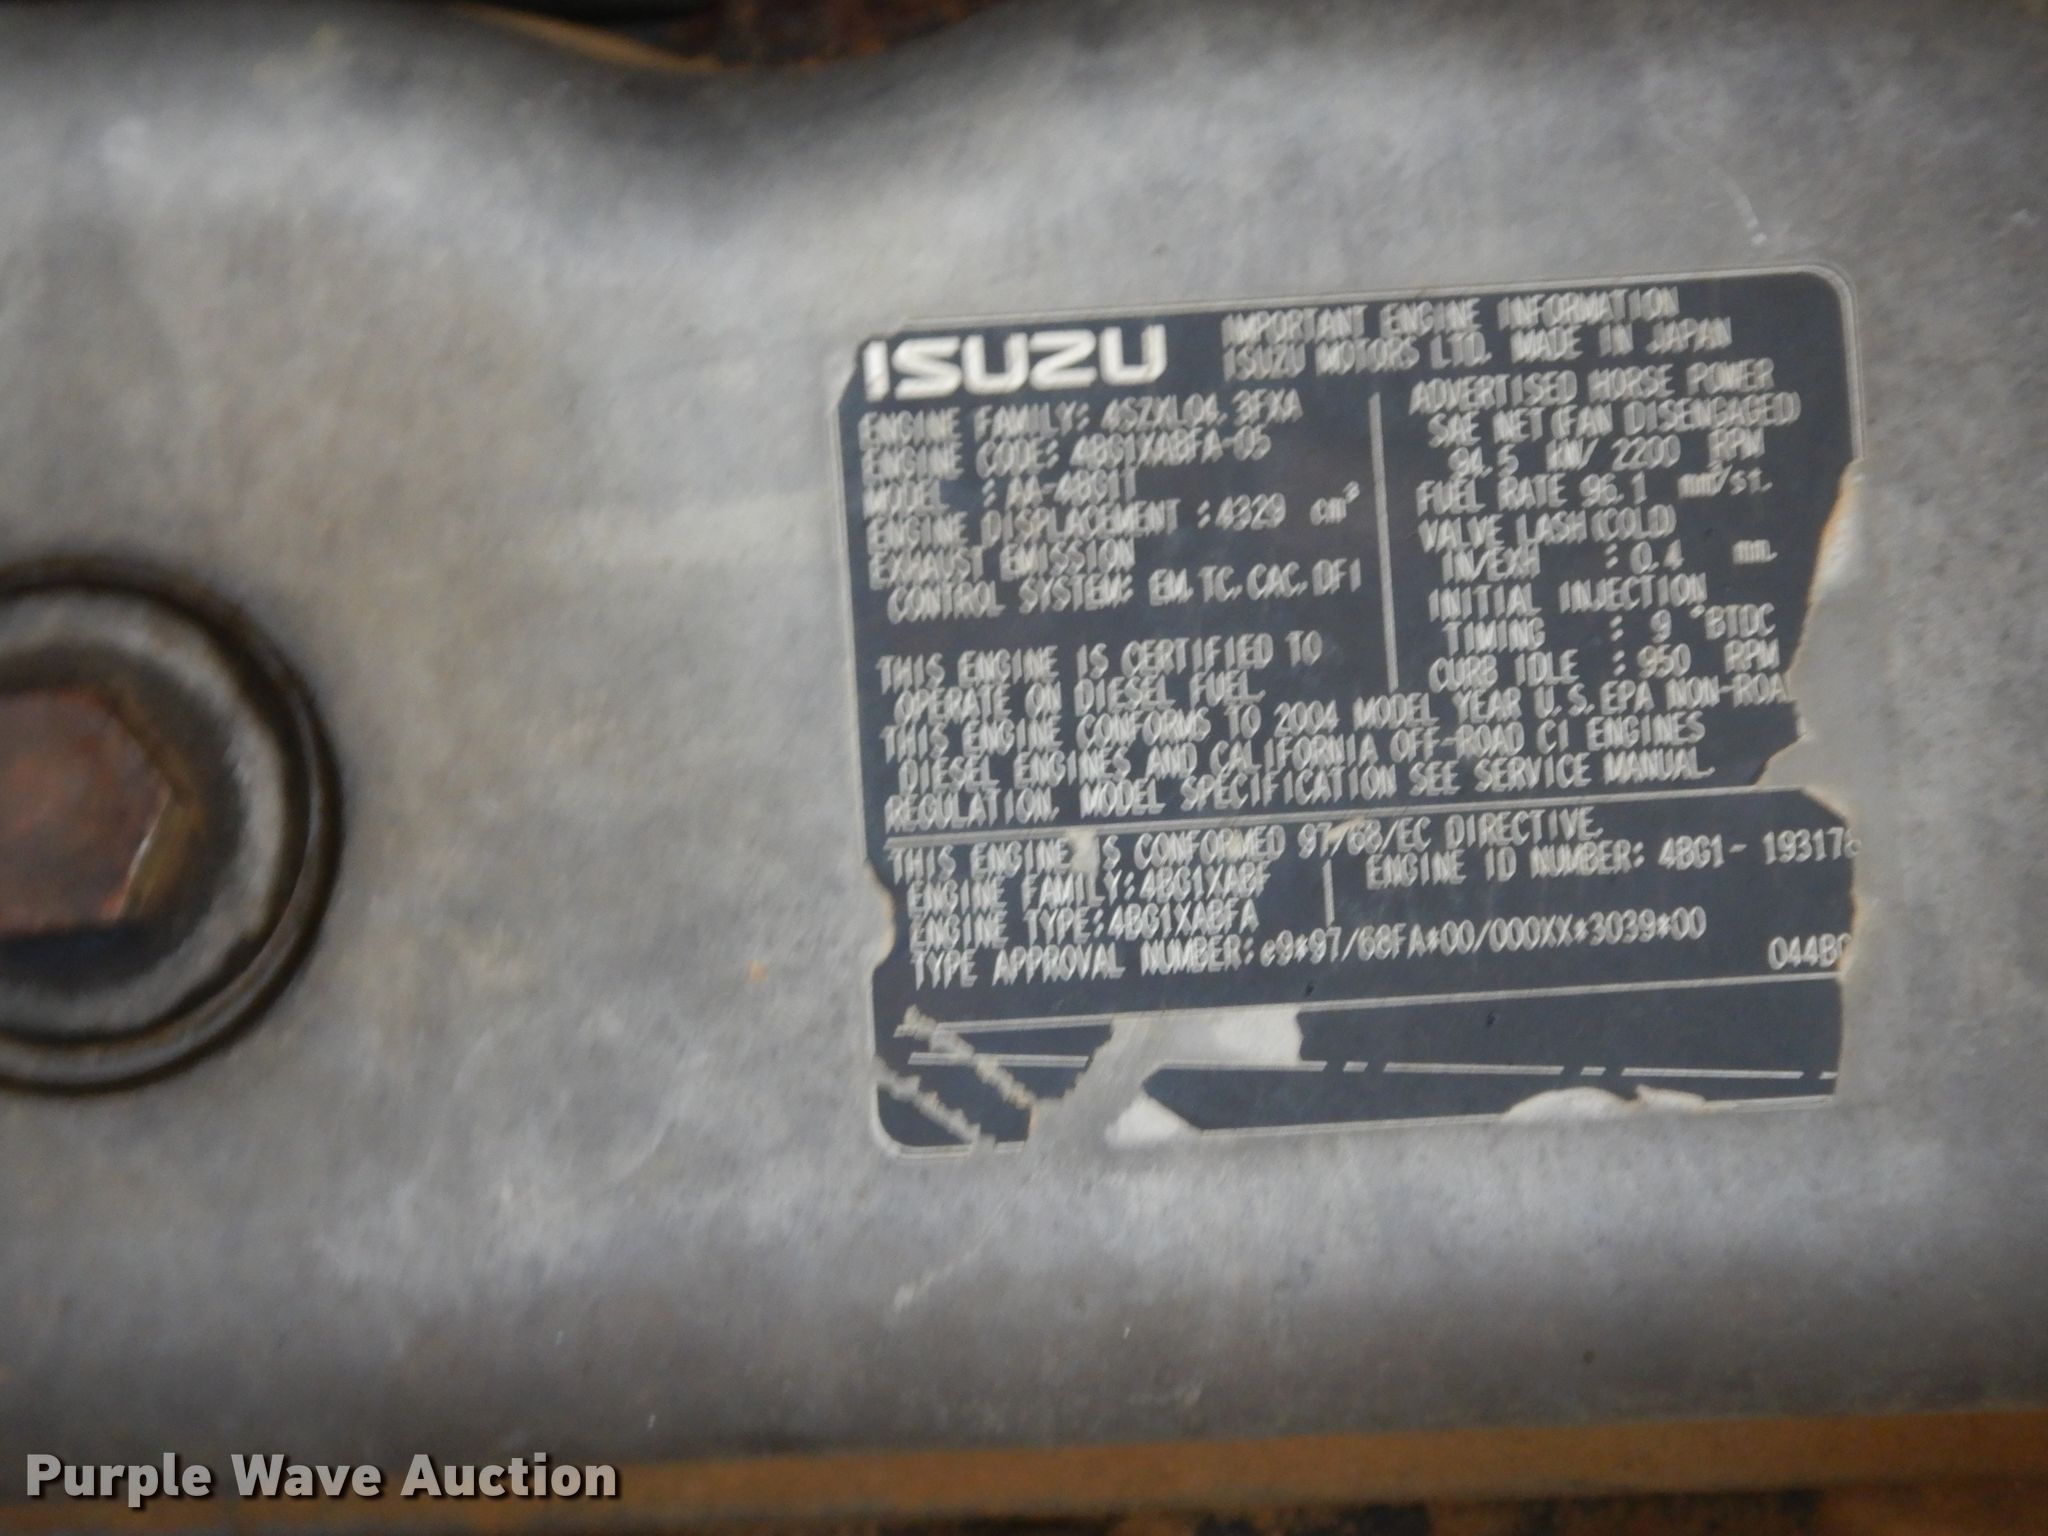 ISUZU
IMPORTANT ENGINE INFORMATION
ISUZU MOTORS LTD. MADE IN JAPAN
ENGINE FAMILY: 4SZXL04.3FXA
ENGINE CODE: 4BG1XABFA-05
MODEL : AA-4BG1T
ENGINE DISPLACEMENT : 4329 cm³
EXHAUST EMISSION
CONTROL SYSTEM: EM, TC, CAC, DFI
ADVERTISED HORSE POWER
SAE NET (FAN DISENGAGED)
94.5 kW/ 2200 RPM
FUEL RATE 96.1 mm³/st.
VALVE LASH (COLD)
IN/EXH : 0.4 mm.
INITIAL INJECTION
TIMING : 9 °BTDC
CURB IDLE : 950 RPM
THIS ENGINE IS CERTIFIED TO
OPERATE ON DIESEL FUEL.
THIS ENGINE CONFORMS TO 2004 MODEL YEAR U.S. EPA NON-ROA
DIESEL ENGINES AND CALIFORNIA OFF-ROAD CI ENGINES
REGULATION. MODEL SPECIFICATION SEE SERVICE MANUAL.
THIS ENGINE IS CONFORMED 97/68/EC DIRECTIVE.
ENGINE FAMILY: 4BG1XABF
ENGINE ID NUMBER: 4BG1- 193176
ENGINE TYPE: 4BG1XABFA
TYPE APPROVAL NUMBER: e9*97/68FA*00/000XX*3039*00
044BG
Purple Wave Auction